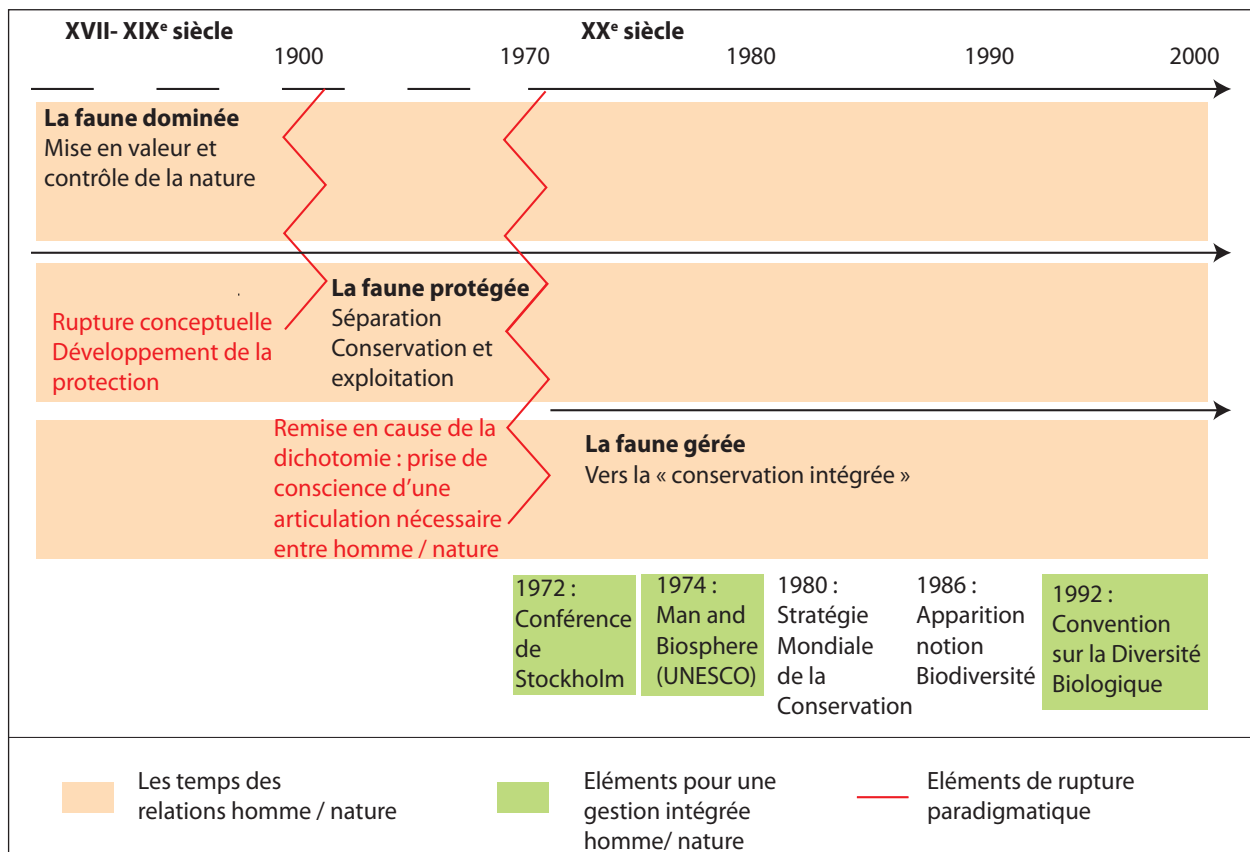 XVII- XIXe siècle
XXe siècle
1900
1970
1980
1990
2000
La faune dominée
Mise en valeur et
contrôle de la nature
Rupture conceptuelle
Développement de la
protection
La faune protégée
Séparation
Conservation et
exploitation
Remise en cause de la
dichotomie : prise de
conscience d’une
articulation nécessaire
entre homme / nature
La faune gérée
Vers la « conservation intégrée »
1972 :
Conférence
de
Stockholm
1974 :
Man and
Biosphere
(UNESCO)
1980 :
Stratégie
Mondiale
de la
Conservation
1986 :
Apparition
notion
Biodiversité
1992 :
Convention
sur la Diversité
Biologique
Les temps des
relations homme / nature
Eléments pour une
gestion intégrée
homme/ nature
Eléments de rupture
paradigmatique